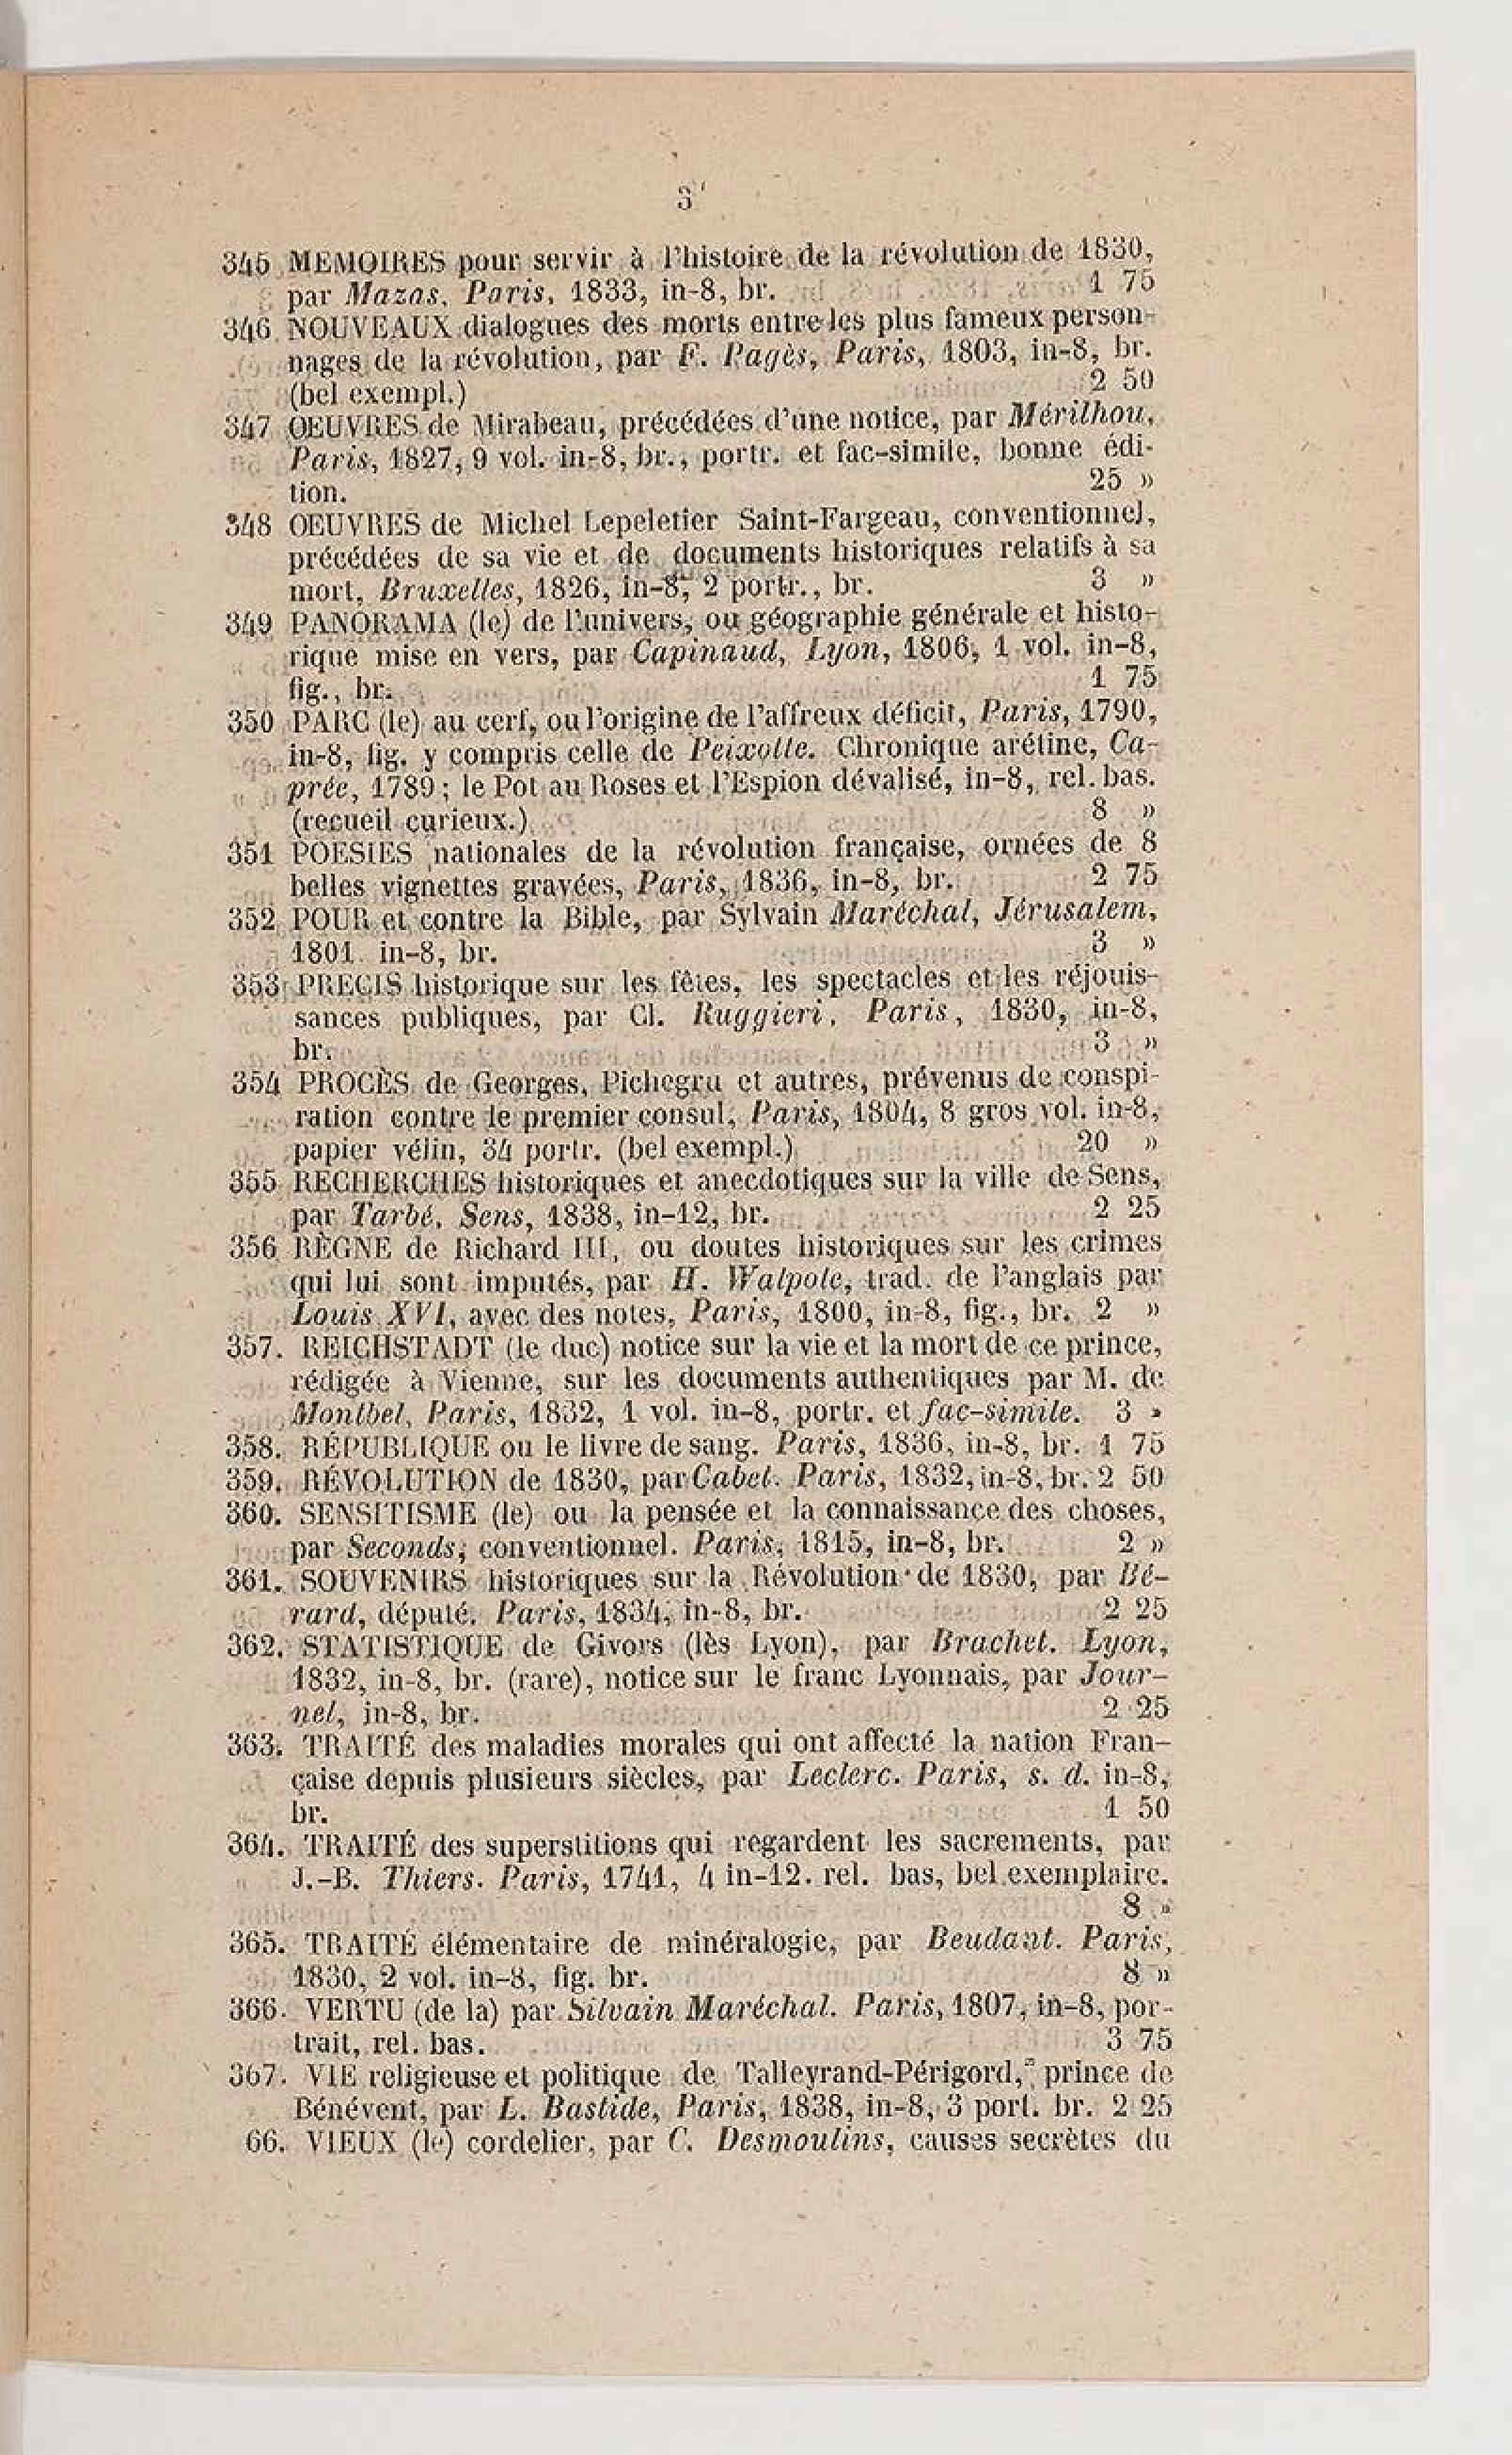 3
345 MEMOIRES pour servir à l'histoire de la révolution de 1830,
par Mazas, Paris, 1833, in-8, br. 1 75
346 NOUVEAUX dialogues des morts entre les plus fameux person-
nages de la révolution, par F. Pagès, Paris, 1803, in-8, br.
(bel exempl.) 2 50
347 OEUVRES de Mirabeau, précédées d'une notice, par Mérilhou,
Paris, 1827, 9 vol. in-8, br., portr. et fac-simile, bonne édi-
tion. 25 »
348 OEUVRES de Michel Lepeletier Saint-Fargeau, conventionnel,
précédées de sa vie et de documents historiques relatifs à sa
mort, Bruxelles, 1826, in-8, 2 portr., br. 3 »
349 PANORAMA (le) de l'univers, ou géographie générale et histo-
rique mise en vers, par Capinaud, Lyon, 1806, 1 vol. in-8,
fig., br. 1 75
350 PARC (le) au cerf, ou l'origine de l'affreux déficit, Paris, 1790,
in-8, fig. y compris celle de Peixotte. Chronique arétine, Ca-
prée, 1789; le Pot au Roses et l'Espion dévalisé, in-8, rel. bas.
(recueil curieux.) 8 »
351 POESIES nationales de la révolution française, ornées de 8
belles vignettes gravées, Paris, 1836, in-8, br. 2 75
352 POUR et contre la Bible, par Sylvain Maréchal, Jérusalem,
1801. in-8, br. 3 »
353 PRECIS historique sur les fêtes, les spectacles et les réjouis-
sances publiques, par Cl. Ruggieri, Paris, 1830, in-8,
br. 3 »
354 PROCÈS de Georges, Pichegru et autres, prévenus de conspi-
ration contre le premier consul, Paris, 1804, 8 gros vol. in-8,
papier vélin, 34 portr. (bel exempl.) 20 »
355 RECHERCHES historiques et anecdotiques sur la ville de Sens,
par Tarbé, Sens, 1838, in-12, br. 2 25
356 RÈGNE de Richard III, ou doutes historiques sur les crimes
qui lui sont imputés, par H. Walpole, trad. de l'anglais par
Louis XVI, avec des notes, Paris, 1800, in-8, fig., br. 2 »
357. REICHSTADT (le duc) notice sur la vie et la mort de ce prince,
rédigée à Vienne, sur les documents authentiques par M. de
Montbel, Paris, 1832, 1 vol. in-8, portr. et fac-simile. 3 »
358. RÉPUBLIQUE ou le livre de sang. Paris, 1836, in-8, br. 1 75
359. RÉVOLUTION de 1830, par Cabet. Paris, 1832, in-8, br. 2 50
360. SENSITISME (le) ou la pensée et la connaissance des choses,
par Seconds, conventionnel. Paris, 1815, in-8, br. 2 »
361. SOUVENIRS historiques sur la Révolution de 1830, par Bé-
rard, député. Paris, 1834, in-8, br. 2 25
362. STATISTIQUE de Givors (lès Lyon), par Brachet. Lyon,
1832, in-8, br. (rare), notice sur le franc Lyonnais, par Jour-
nel, in-8, br. 2 25
363. TRAITÉ des maladies morales qui ont affecté la nation Fran-
çaise depuis plusieurs siècles, par Leclerc. Paris, s. d. in-8,
br. 1 50
364. TRAITÉ des superstitions qui regardent les sacrements, par
J.-B. Thiers. Paris, 1741, 4 in-12. rel. bas, bel exemplaire.
8 »
365. TRAITÉ élémentaire de minéralogie, par Beudant. Paris,
1830, 2 vol. in-8, fig. br. 8 »
366. VERTU (de la) par Silvain Maréchal. Paris, 1807, in-8, por-
trait, rel. bas. 3 75
367. VIE religieuse et politique de Talleyrand-Périgord, prince de
Bénévent, par L. Bastide, Paris, 1838, in-8, 3 port. br. 2 25
66. VIEUX (le) cordelier, par C. Desmoulins, causes secrètes du